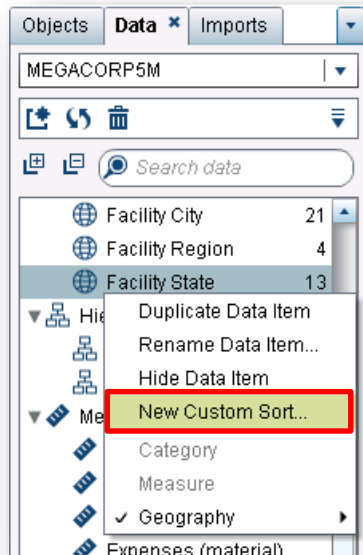 Objects Data × Imports
MEGACORP5M
Search data
Facility City 21
Facility Region 4
Facility State 13
Hie
Duplicate Data Item
Rename Data Item...
Hide Data Item
Me
New Custom Sort...
Category
Measure
✓ Geography
Expenses (material)